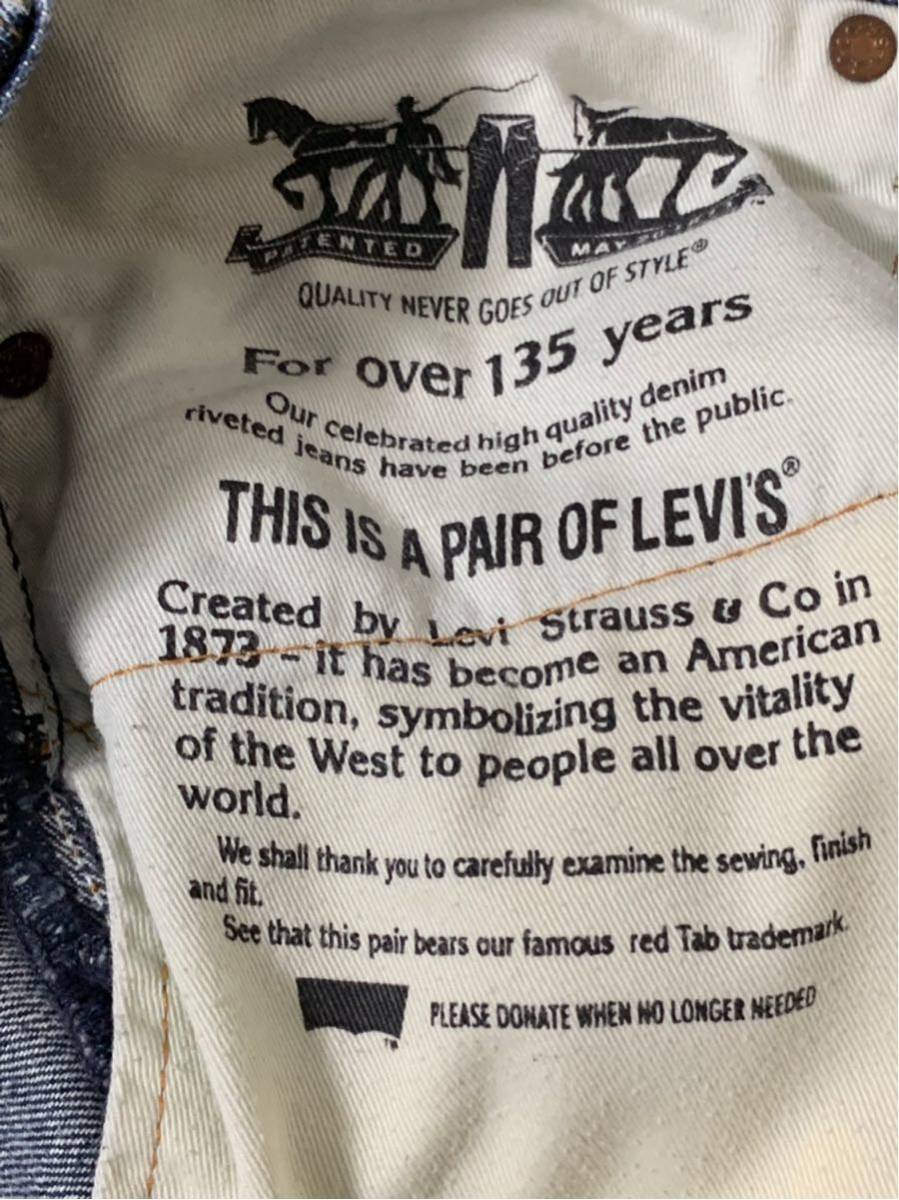 PATENTED
MAY 20
QUALITY NEVER GOES OUT OF STYLE®
For over 135 years
Our celebrated high quality denim
riveted jeans have been before the public.
THIS IS A PAIR OF LEVI'S®
Created by Levi Strauss & Co in
1873 – it has become an American
tradition, symbolizing the vitality
of the West to people all over the
world.
We shall thank you to carefully examine the sewing, finish
and fit.
See that this pair bears our famous red Tab trademark.
PLEASE DONATE WHEN NO LONGER NEEDED
TM